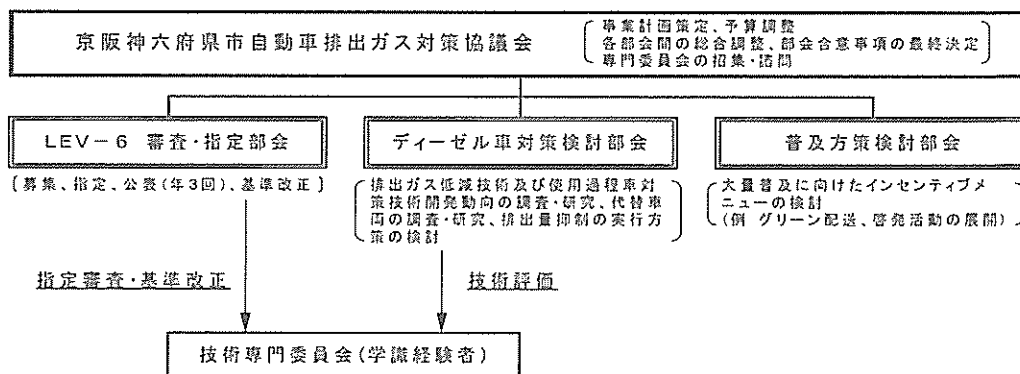 京阪神六府県市自動車排出ガス対策協議会
事業計画策定、予算調整
各部会間の総合調整、部会合意事項の最終決定
専門委員会の招集・諮問
LEV-6 審査・指定部会
ディーゼル車対策検討部会
普及方策検討部会
[募集、指定、公表(年3回)、基準改正]
排出ガス低減技術及び使用過程車対
策技術開発動向の調査・研究、代替車
両の調査・研究、排出量抑制の実行方
策の検討
大量普及に向けたインセンティブメ
ニューの検討
(例 グリーン配送、啓発活動の展開)
指定審査・基準改正
技術評価
技術専門委員会(学識経験者)